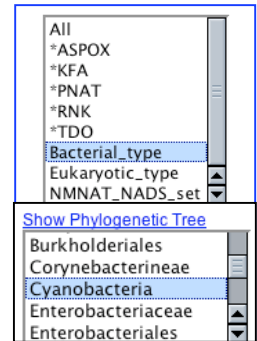 All
*ASPOX
*KFA
*PNAT
*RNK
*TDO
Bacterial_type
Eukaryotic_type
NMNAT_NADS_set
Show Phylogenetic Tree
Burkholderiales
Corynebacterineae
Cyanobacteria
Enterobacteriaceae
Enterobacteriales